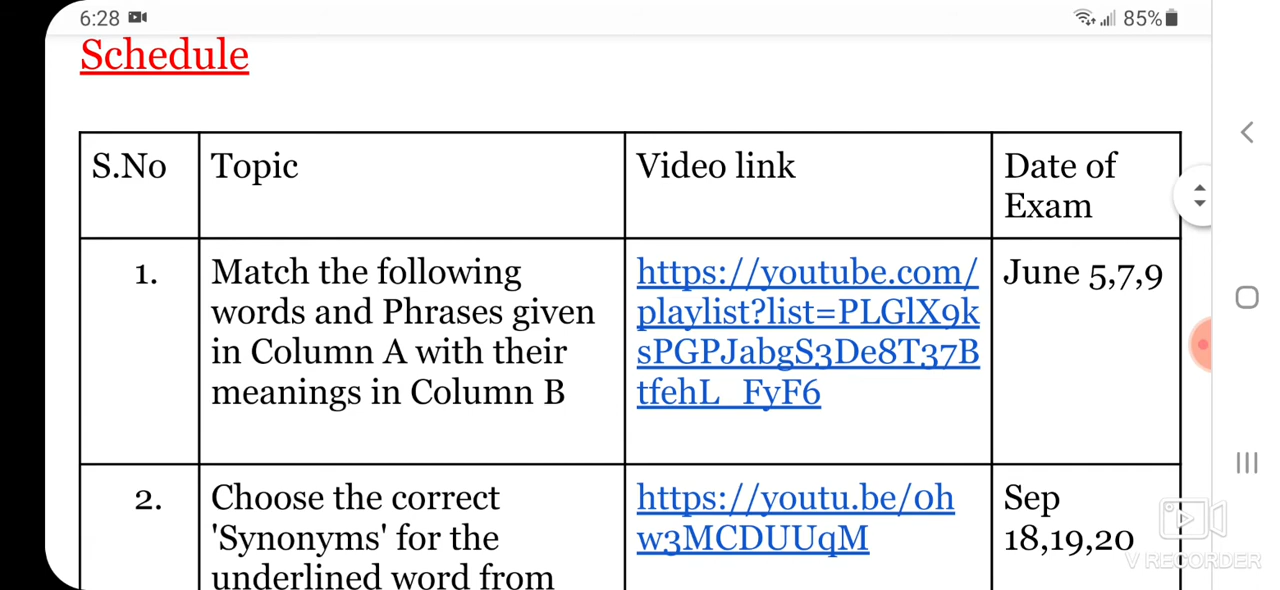 6:28
85%
Schedule
S.No
Topic
Video link
Date of
Exam
1.
Match the following
words and Phrases given
in Column A with their
meanings in Column B
https://youtube.com/
playlist?list=PLGlX9k
sPGPJabgS3De8T37B
tfehL_FyF6
June 5,7,9
2.
Choose the correct
'Synonyms' for the
underlined word from
https://youtu.be/0h
w3MCDUUqM
Sep
18,19,20
V RECORDER